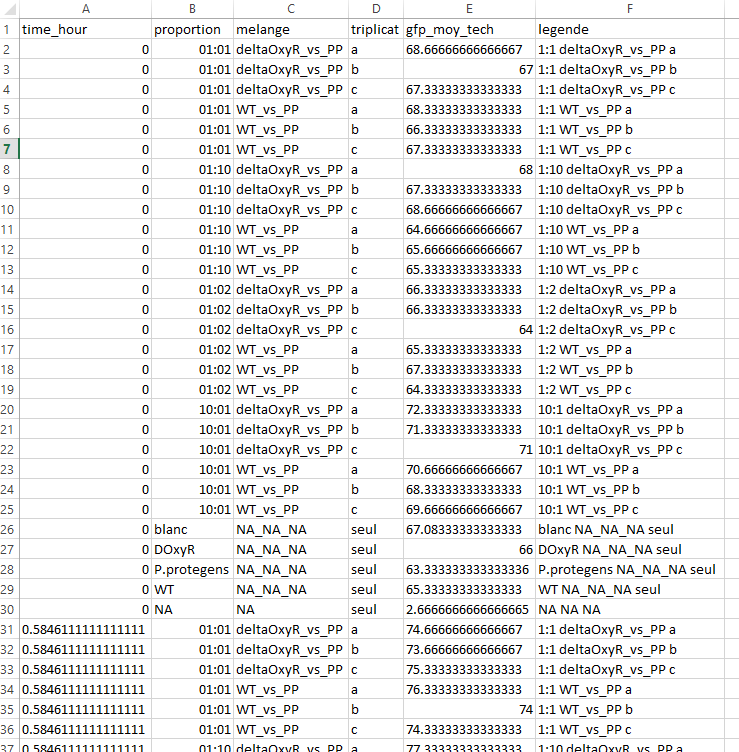 A B C D E F
1 time_hour proportion melange triplicat gfp_moy_tech legende
2 0 01:01 deltaOxyR_vs_PP a 68.66666666666667 1:1 deltaOxyR_vs_PP a
3 0 01:01 deltaOxyR_vs_PP b 67 1:1 deltaOxyR_vs_PP b
4 0 01:01 deltaOxyR_vs_PP c 67.33333333333333 1:1 deltaOxyR_vs_PP c
5 0 01:01 WT_vs_PP a 68.33333333333333 1:1 WT_vs_PP a
6 0 01:01 WT_vs_PP b 66.33333333333333 1:1 WT_vs_PP b
7 0 01:01 WT_vs_PP c 67.33333333333333 1:1 WT_vs_PP c
8 0 01:10 deltaOxyR_vs_PP a 68 1:10 deltaOxyR_vs_PP a
9 0 01:10 deltaOxyR_vs_PP b 67.33333333333333 1:10 deltaOxyR_vs_PP b
10 0 01:10 deltaOxyR_vs_PP c 68.66666666666667 1:10 deltaOxyR_vs_PP c
11 0 01:10 WT_vs_PP a 64.66666666666667 1:10 WT_vs_PP a
12 0 01:10 WT_vs_PP b 65.66666666666667 1:10 WT_vs_PP b
13 0 01:10 WT_vs_PP c 65.33333333333333 1:10 WT_vs_PP c
14 0 01:02 deltaOxyR_vs_PP a 66.33333333333333 1:2 deltaOxyR_vs_PP a
15 0 01:02 deltaOxyR_vs_PP b 66.33333333333333 1:2 deltaOxyR_vs_PP b
16 0 01:02 deltaOxyR_vs_PP c 64 1:2 deltaOxyR_vs_PP c
17 0 01:02 WT_vs_PP a 65.33333333333333 1:2 WT_vs_PP a
18 0 01:02 WT_vs_PP b 67.33333333333333 1:2 WT_vs_PP b
19 0 01:02 WT_vs_PP c 64.33333333333333 1:2 WT_vs_PP c
20 0 10:01 deltaOxyR_vs_PP a 72.33333333333333 10:1 deltaOxyR_vs_PP a
21 0 10:01 deltaOxyR_vs_PP b 71.33333333333333 10:1 deltaOxyR_vs_PP b
22 0 10:01 deltaOxyR_vs_PP c 71 10:1 deltaOxyR_vs_PP c
23 0 10:01 WT_vs_PP a 70.66666666666667 10:1 WT_vs_PP a
24 0 10:01 WT_vs_PP b 68.33333333333333 10:1 WT_vs_PP b
25 0 10:01 WT_vs_PP c 69.66666666666667 10:1 WT_vs_PP c
26 0 blanc NA_NA_NA seul 67.08333333333333 blanc NA_NA_NA seul
27 0 DOxyR NA_NA_NA seul 66 DOxyR NA_NA_NA seul
28 0 P.protegens NA_NA_NA seul 63.333333333333336 P.protegens NA_NA_NA seul
29 0 WT NA_NA_NA seul 65.33333333333333 WT NA_NA_NA seul
30 0 NA NA seul 2.6666666666666665 NA NA NA
31 0.5846111111111111 01:01 deltaOxyR_vs_PP a 74.66666666666667 1:1 deltaOxyR_vs_PP a
32 0.5846111111111111 01:01 deltaOxyR_vs_PP b 73.66666666666667 1:1 deltaOxyR_vs_PP b
33 0.5846111111111111 01:01 deltaOxyR_vs_PP c 75.33333333333333 1:1 deltaOxyR_vs_PP c
34 0.5846111111111111 01:01 WT_vs_PP a 76.33333333333333 1:1 WT_vs_PP a
35 0.5846111111111111 01:01 WT_vs_PP b 74 1:1 WT_vs_PP b
36 0.5846111111111111 01:01 WT_vs_PP c 74.33333333333333 1:1 WT_vs_PP c
37 0.5846111111111111 01:10 deltaOxyR_vs_PP a 77.33333333333333 1:10 deltaOxyR_vs_PP a